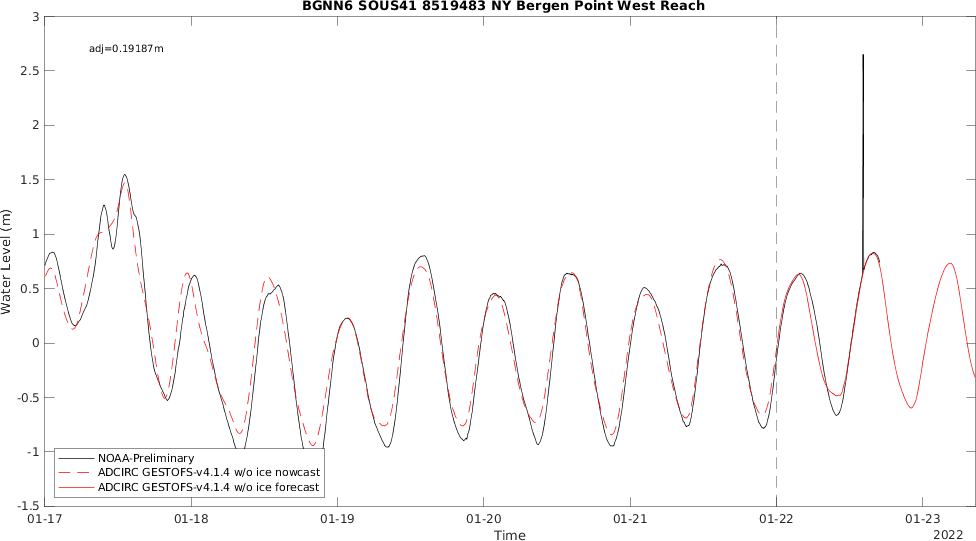 BGNN6 SOUS41 8519483 NY Bergen Point West Reach
3
adj=0.19187m
2.5
2
1.5
1
0.5
0
-0.5
-1
-1.5
Water Level (m)
NOAA-Preliminary
ADCIRC GESTOFS-v4.1.4 w/o ice nowcast
ADCIRC GESTOFS-v4.1.4 w/o ice forecast
01-17 01-18 01-19 01-20 01-21 01-22 01-23
Time
2022